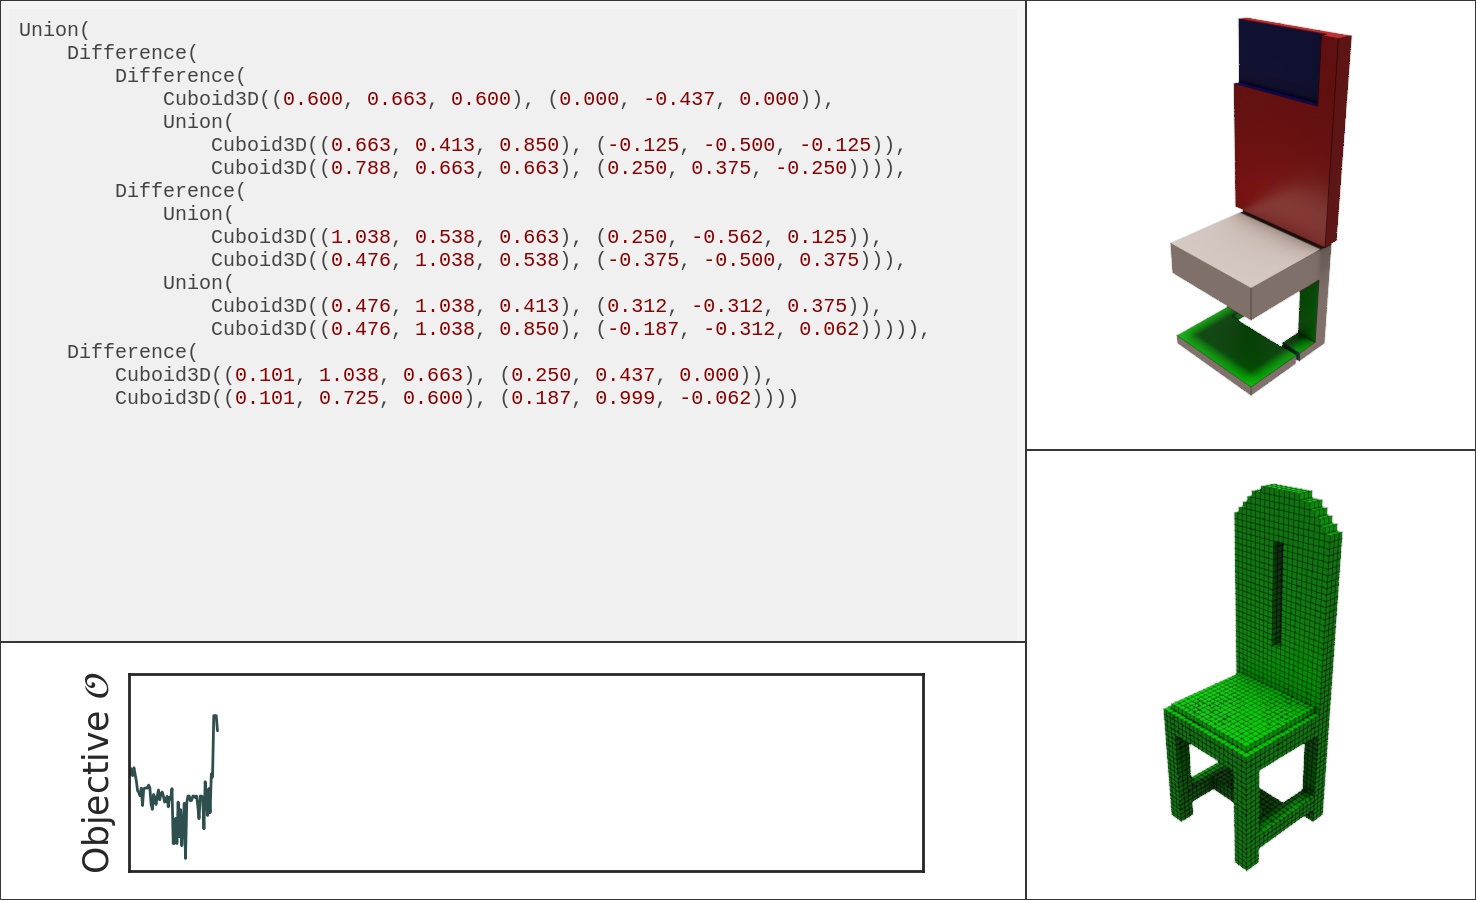 Union(
    Difference(
        Difference(
            Cuboid3D((0.600, 0.663, 0.600), (0.000, -0.437, 0.000)),
            Union(
                Cuboid3D((0.663, 0.413, 0.850), (-0.125, -0.500, -0.125)),
                Cuboid3D((0.788, 0.663, 0.663), (0.250, 0.375, -0.250)))),
        Difference(
            Union(
                Cuboid3D((1.038, 0.538, 0.663), (0.250, -0.562, 0.125)),
                Cuboid3D((0.476, 1.038, 0.538), (-0.375, -0.500, 0.375))),
            Union(
                Cuboid3D((0.476, 1.038, 0.413), (0.312, -0.312, 0.375)),
                Cuboid3D((0.476, 1.038, 0.850), (-0.187, -0.312, 0.062))))),
    Difference(
        Cuboid3D((0.101, 1.038, 0.663), (0.250, 0.437, 0.000)),
        Cuboid3D((0.101, 0.725, 0.600), (0.187, 0.999, -0.062))))
Objective 𝒪